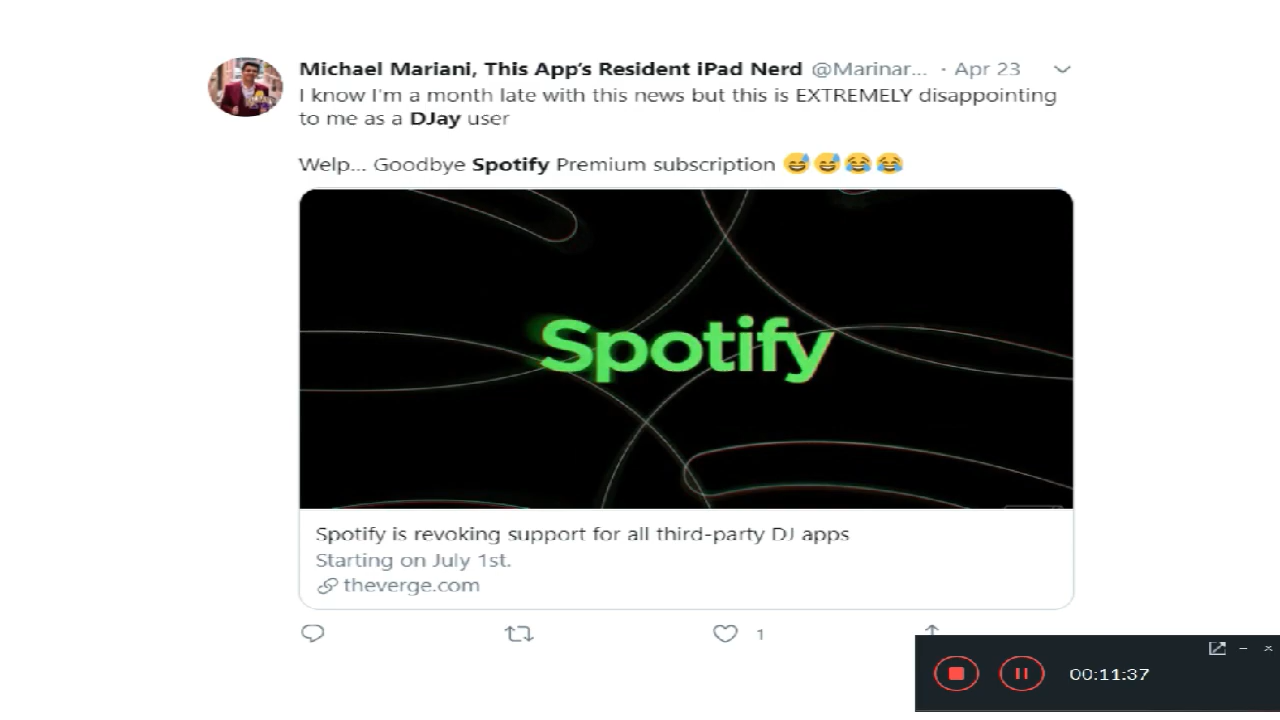 Michael Mariani, This App's Resident iPad Nerd @Marinar... · Apr 23
I know I'm a month late with this news but this is EXTREMELY disappointing
to me as a DJay user
Welp... Goodbye Spotify Premium subscription 😅😅😂😂
Spotify
Spotify is revoking support for all third-party DJ apps
Starting on July 1st.
theverge.com
1
00:11:37